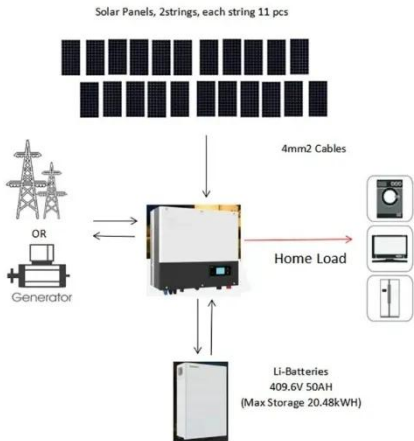 Solar Panels, 2strings, each string 11 pcs
4mm2 Cables
OR
Generator
Home Load
Li-Batteries
409.6V 50AH
(Max Storage 20.48kWH)